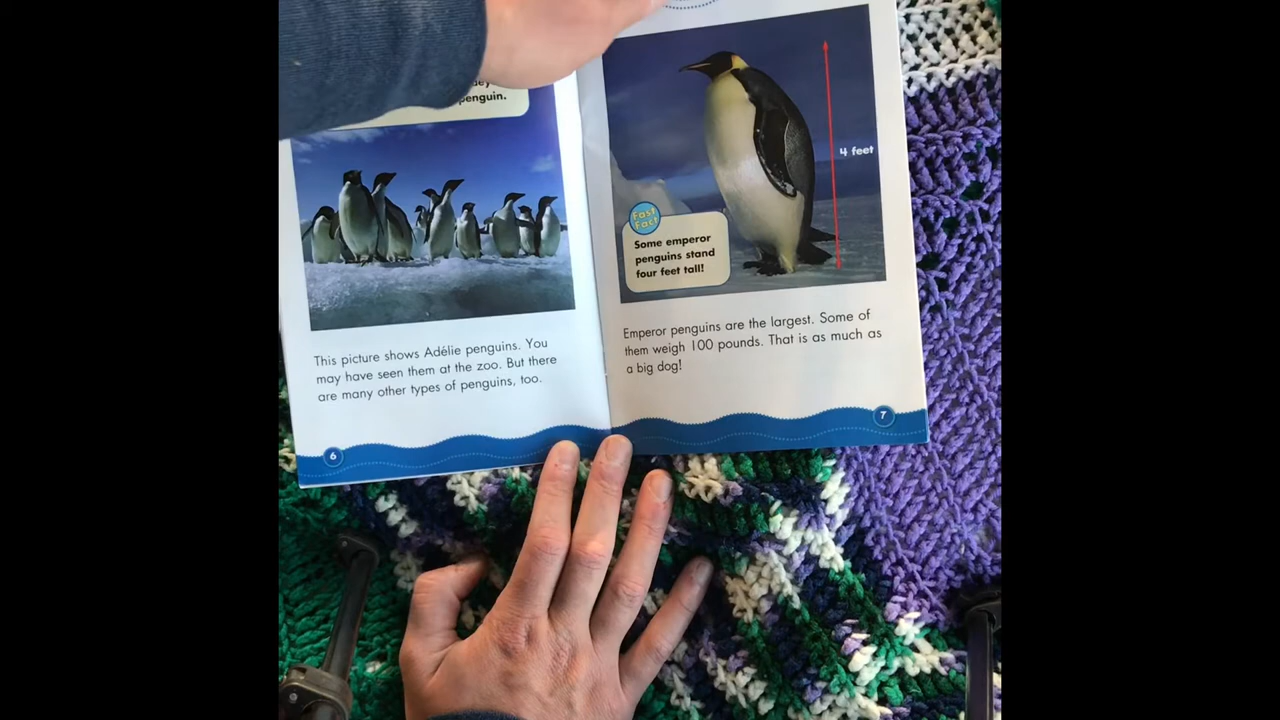 penguin.
This picture shows Adélie penguins. You
may have seen them at the zoo. But there
are many other types of penguins, too.
6
4 feet
Fast
Fact
Some emperor
penguins stand
four feet tall!
Emperor penguins are the largest. Some of
them weigh 100 pounds. That is as much as
a big dog!
7